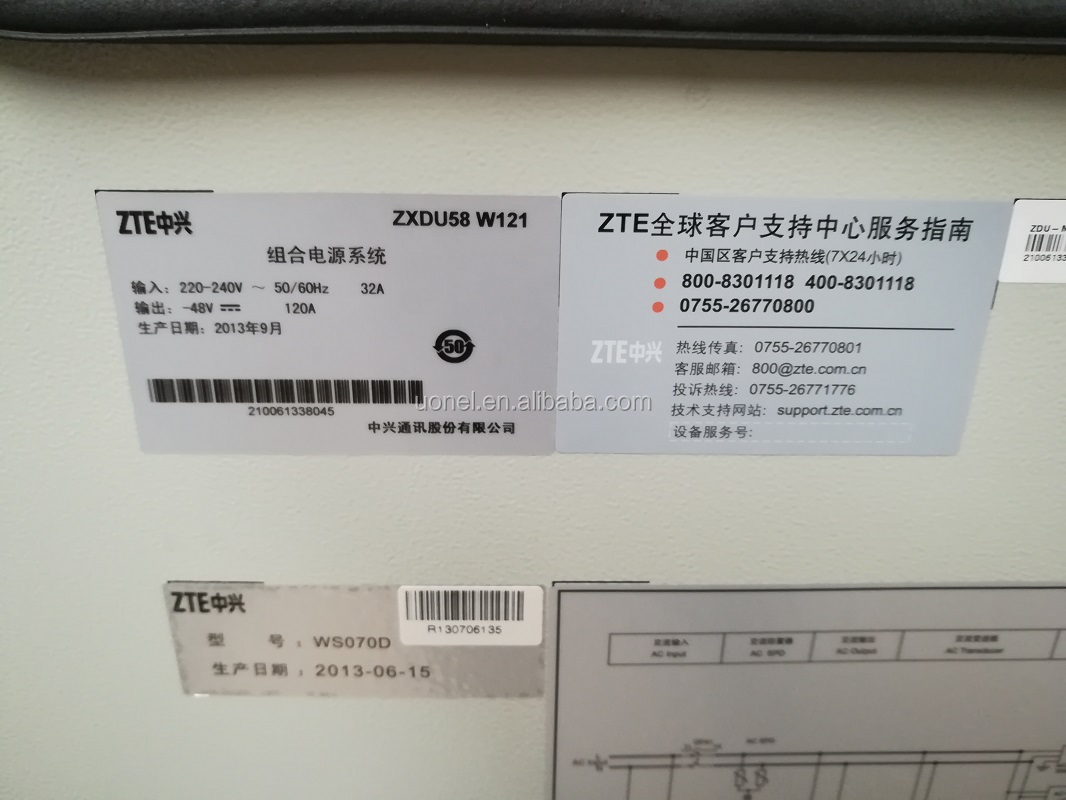 ZTE中兴 ZXDU58 W121
组合电源系统
输入：220-240V ～ 50/60Hz 32A
输出：-48V ⎓ 120A
生产日期：2013年9月
50
210061338045
中兴通讯股份有限公司
ZTE全球客户支持中心服务指南
中国区客户支持热线(7X24小时)
800-8301118 400-8301118
0755-26770800
ZTE中兴
热线传真：0755-26770801
客服邮箱：800@zte.com.cn
投诉热线：0755-26771776
技术支持网站：support.zte.com.cn
设备服务号：
ZDU-
21006133
uonel.en.alibaba.com
ZTE中兴
R130706135
型 号：WS070D
生产日期：2013-06-15
交流输入 交流防雷器 交流输出 交流变送器
AC Input AC SPD AC Output AC Transducer
AC SPD